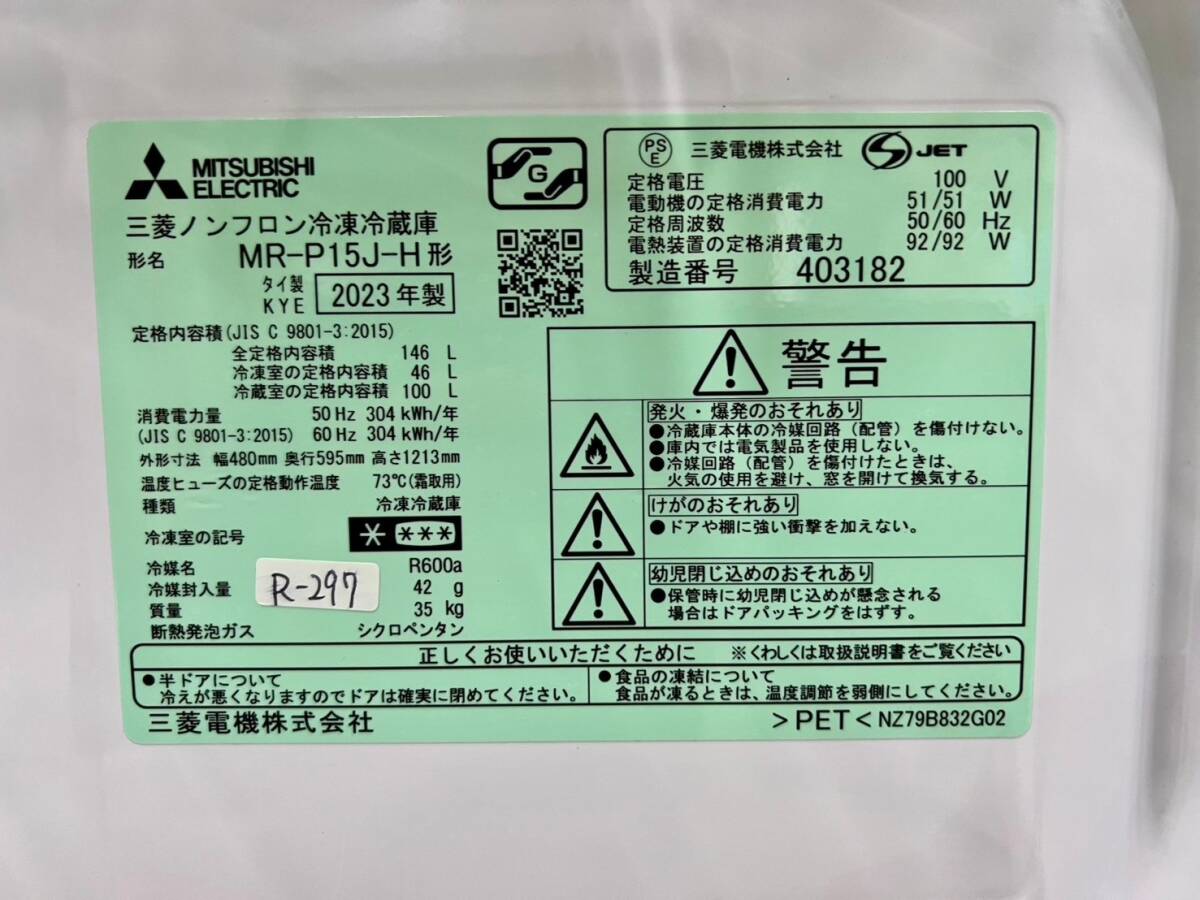 MITSUBISHI
ELECTRIC
三菱ノンフロン冷凍冷蔵庫
形名 MR-P15J-H形
タイ製
KYE
2023年製
定格内容積(JIS C 9801-3:2015)
全定格内容積 146 L
冷凍室の定格内容積 46 L
冷蔵室の定格内容積 100 L
消費電力量 50Hz 304kWh/年
(JIS C 9801-3:2015) 60Hz 304kWh/年
外形寸法 幅480mm 奥行595mm 高さ1213mm
温度ヒューズの定格動作温度 73℃(霜取用)
種類 冷凍冷蔵庫
冷凍室の記号 * ***
冷媒名 R600a
冷媒封入量 42 g
質量 35 kg
断熱発泡ガス シクロペンタン
R-297
G
PS
E
三菱電機株式会社 JET
定格電圧 100 V
電動機の定格消費電力 51/51 W
定格周波数 50/60 Hz
電熱装置の定格消費電力 92/92 W
製造番号 403182
警告
発火・爆発のおそれあり
●冷蔵庫本体の冷媒回路(配管)を傷付けない。
●庫内では電気製品を使用しない。
●冷媒回路(配管)を傷付けたときは、
火気の使用を避け、窓を開けて換気する。
けがのおそれあり
●ドアや棚に強い衝撃を加えない。
幼児閉じ込めのおそれあり
●保管時に幼児閉じ込めが懸念される
場合はドアパッキングをはずす。
正しくお使いいただくために ※くわしくは取扱説明書をご覧ください
●半ドアについて
冷えが悪くなりますのでドアは確実に閉めてください。
●食品の凍結について
食品が凍るときは、温度調節を弱側にしてください。
三菱電機株式会社
>PET< NZ79B832G02